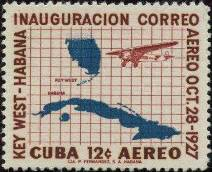 INAUGURACION CORREO
AEREO OCT. 28-1927
KEY WEST-HABANA
KEY WEST
HABANA
CUBA 12¢ AEREO
CIA. P. FERNANDEZ, S. A. HABANA